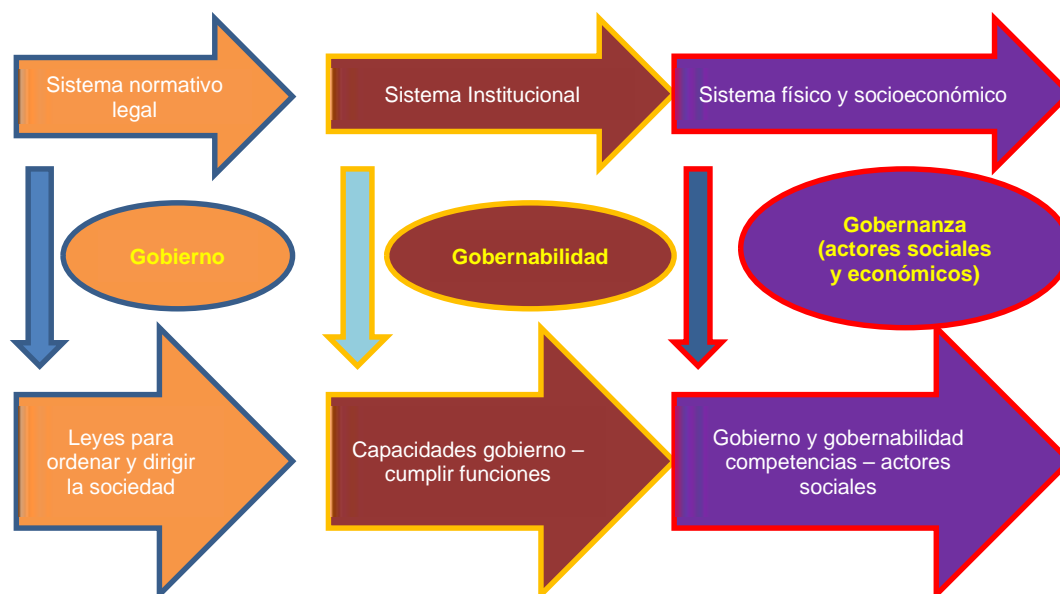 Sistema normativo
legal
Sistema Institucional
Sistema físico y socioeconómico
Gobierno
Gobernabilidad
Gobernanza
(actores sociales
y económicos)
Leyes para
ordenar y dirigir
la sociedad
Capacidades gobierno –
cumplir funciones
Gobierno y gobernabilidad
competencias – actores
sociales